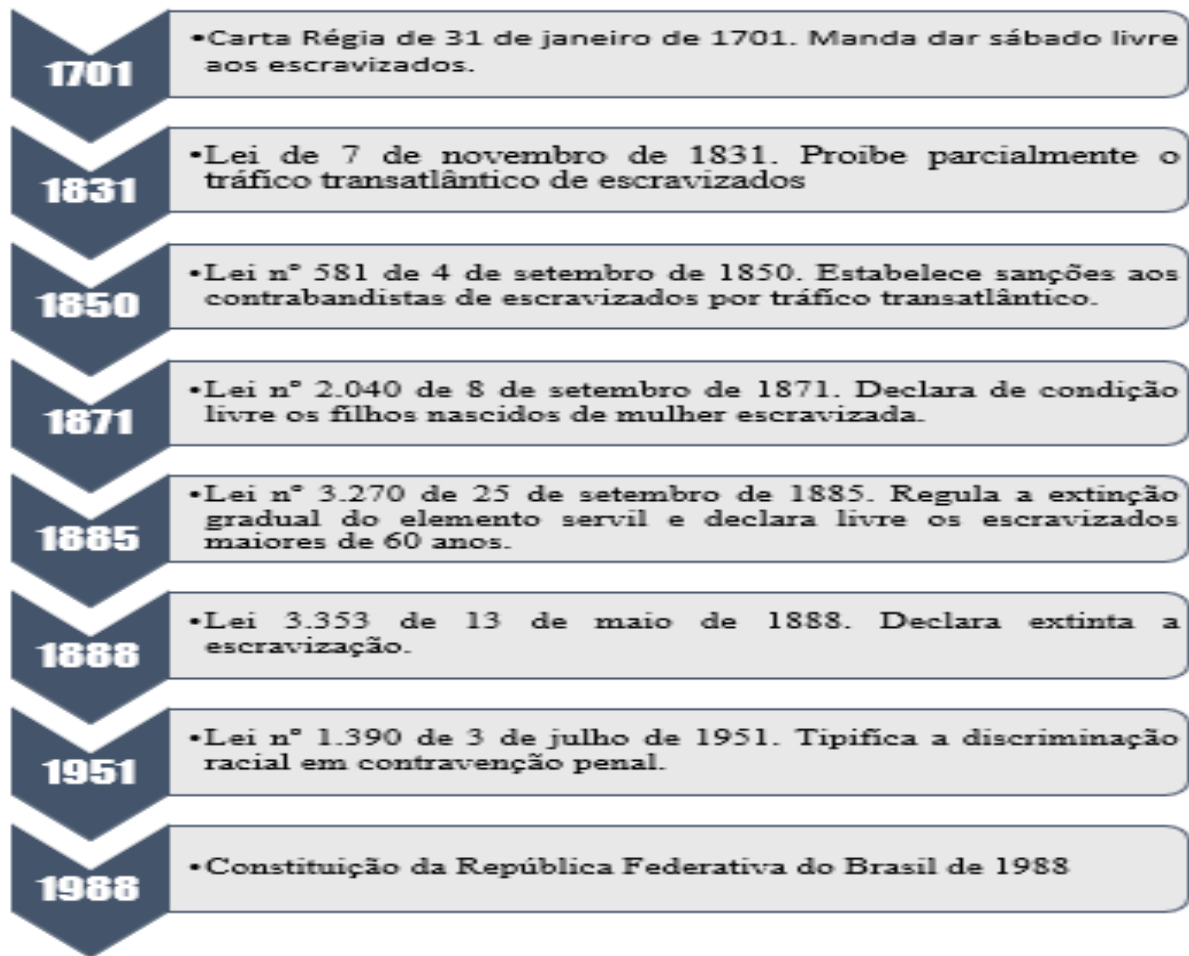 1701
•Carta Régia de 31 de janeiro de 1701. Manda dar sábado livre
aos escravizados.
1831
•Lei de 7 de novembro de 1831. Proibe parcialmente o
tráfico transatlântico de escravizados
1850
•Lei nº 581 de 4 de setembro de 1850. Estabelece sanções aos
contrabandistas de escravizados por tráfico transatlântico.
1871
•Lei nº 2.040 de 8 de setembro de 1871. Declara de condição
livre os filhos nascidos de mulher escravizada.
1885
•Lei nº 3.270 de 25 de setembro de 1885. Regula a extinção
gradual do elemento servil e declara livre os escravizados
maiores de 60 anos.
1888
•Lei 3.353 de 13 de maio de 1888. Declara extinta a
escravização.
1951
•Lei nº 1.390 de 3 de julho de 1951. Tipifica a discriminação
racial em contravenção penal.
1988
•Constituição da República Federativa do Brasil de 1988